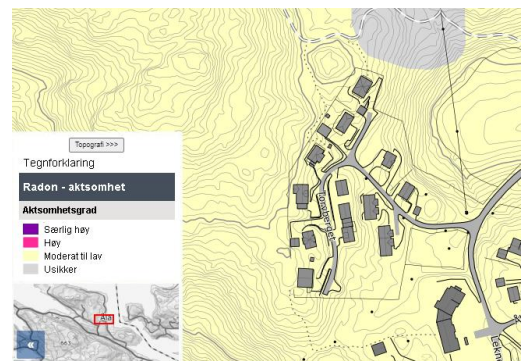 Topografi >>>
Tegnforklaring
Radon - aktsomhet
Aktsomhetsgrad
Særlig høy
Høy
Moderat til lav
Usikker
«